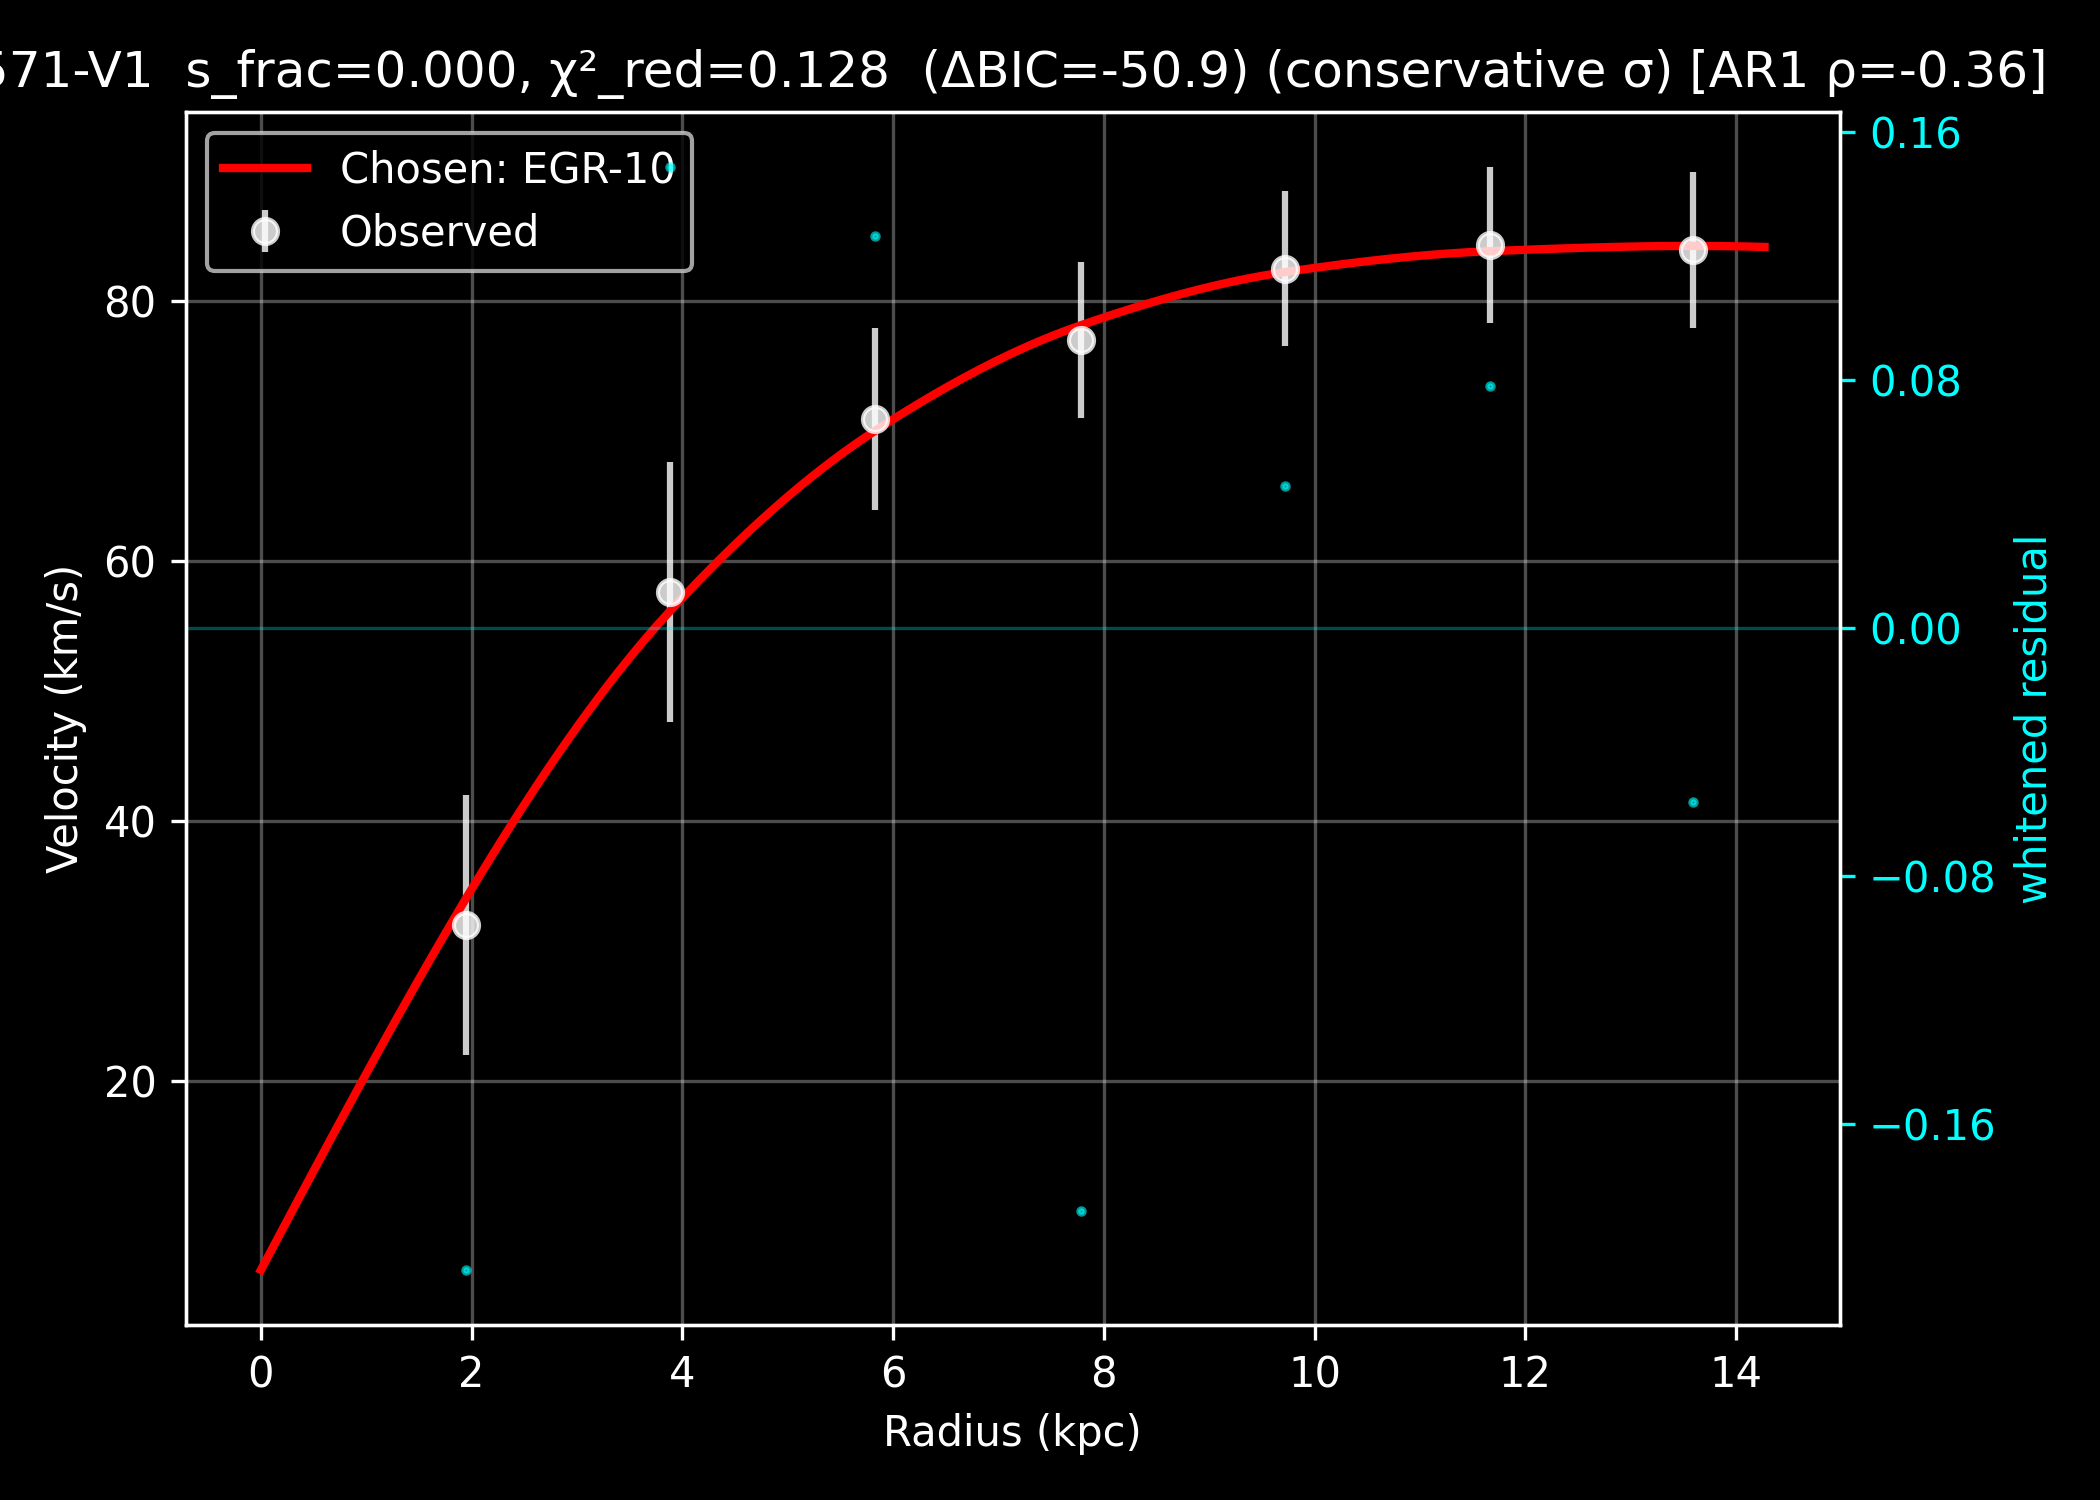 571-V1 s_frac=0.000, χ²_red=0.128 (ΔBIC=-50.9) (conservative σ) [AR1 ρ=-0.36]
Chosen: EGR-10
Observed
80
60
40
20
Velocity (km/s)
0.16
0.08
0.00
−0.08
−0.16
whitened residual
0 2 4 6 8 10 12 14
Radius (kpc)